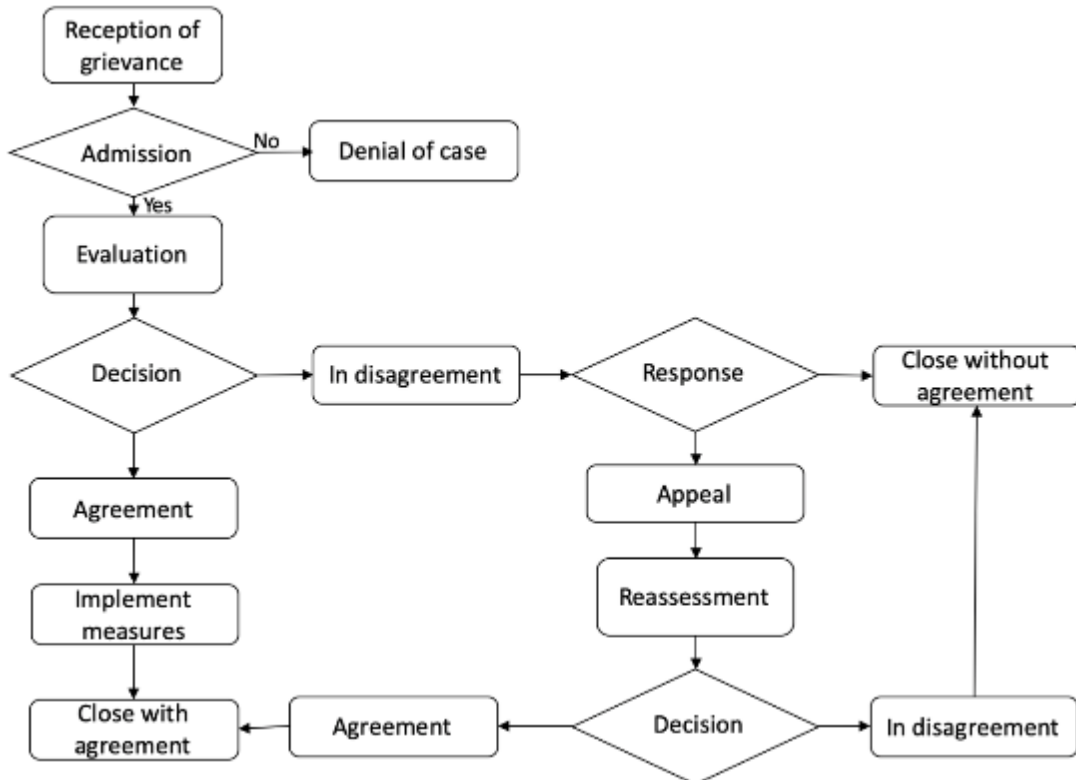 Reception of
grievance
Admission
No
Denial of case
Yes
Evaluation
Decision
In disagreement
Response
Close without
agreement
Agreement
Appeal
Implement
measures
Reassessment
Close with
agreement
Agreement
Decision
In disagreement